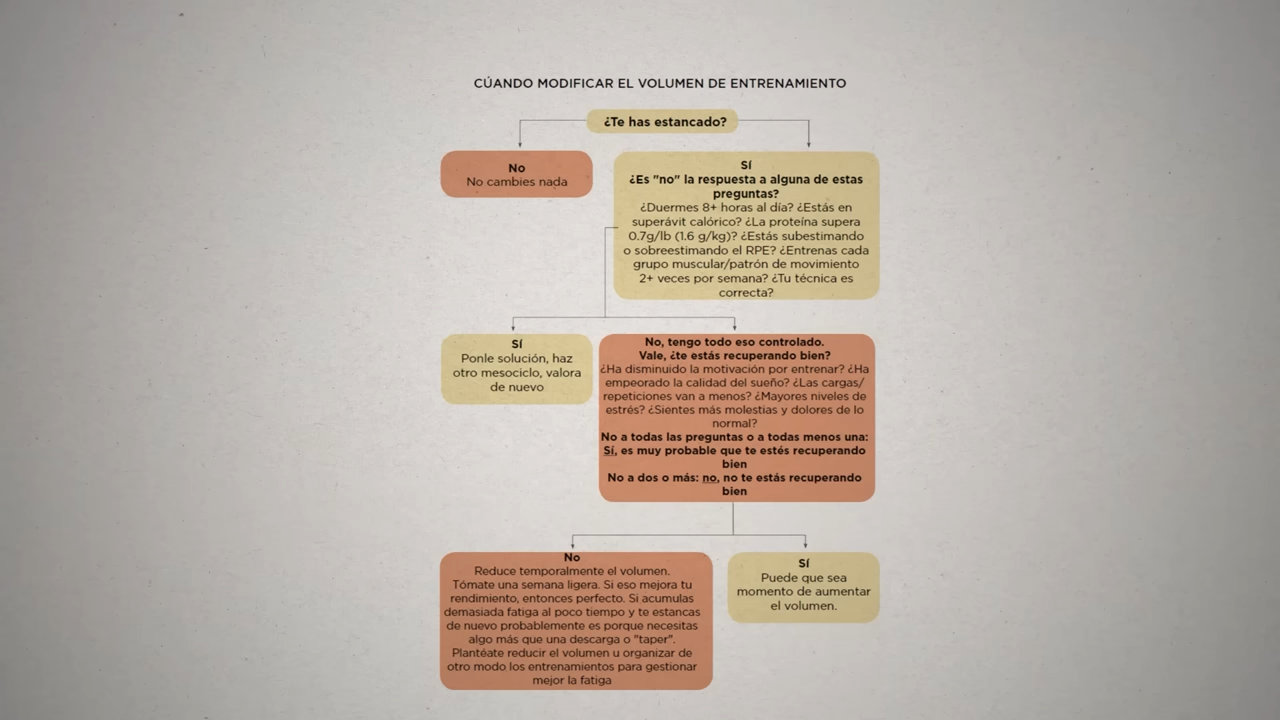 CÚANDO MODIFICAR EL VOLUMEN DE ENTRENAMIENTO
¿Te has estancado?
No
No cambies nada
Sí
¿Es "no" la respuesta a alguna de estas
preguntas?
¿Duermes 8+ horas al día? ¿Estás en
superávit calórico? ¿La proteína supera
0.7g/lb (1.6 g/kg)? ¿Estás subestimando
o sobreestimando el RPE? ¿Entrenas cada
grupo muscular/patrón de movimiento
2+ veces por semana? ¿Tu técnica es
correcta?
Sí
Ponle solución, haz
otro mesociclo, valora
de nuevo
No, tengo todo eso controlado.
Vale, ¿te estás recuperando bien?
¿Ha disminuido la motivación por entrenar? ¿Ha
empeorado la calidad del sueño? ¿Las cargas/
repeticiones van a menos? ¿Mayores niveles de
estrés? ¿Sientes más molestias y dolores de lo
normal?
No a todas las preguntas o a todas menos una:
Sí, es muy probable que te estés recuperando
bien
No a dos o más: no, no te estás recuperando
bien
No
Reduce temporalmente el volumen.
Tómate una semana ligera. Si eso mejora tu
rendimiento, entonces perfecto. Si acumulas
demasiada fatiga al poco tiempo y te estancas
de nuevo probablemente es porque necesitas
algo más que una descarga o "taper".
Plantéate reducir el volumen u organizar de
otro modo los entrenamientos para gestionar
mejor la fatiga
Sí
Puede que sea
momento de aumentar
el volumen.